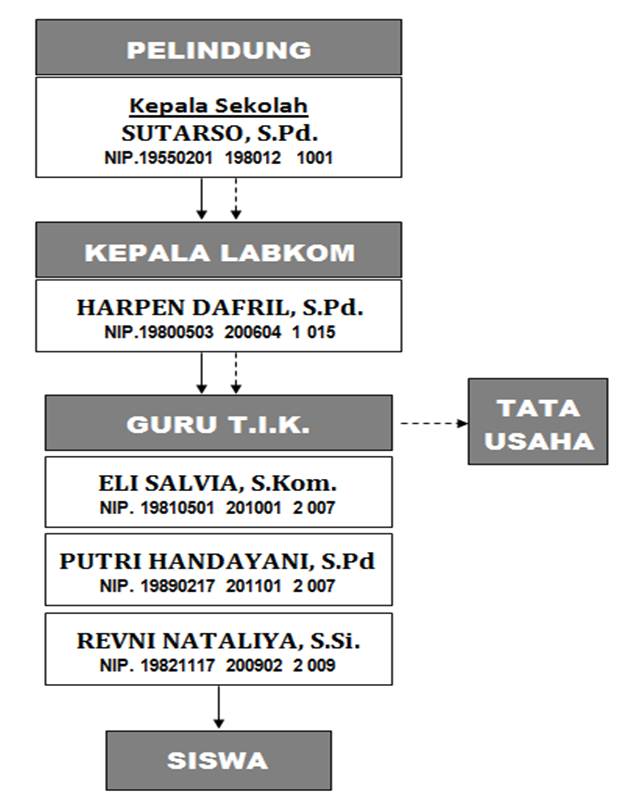 PELINDUNG
Kepala Sekolah
SUTARSO, S.Pd.
NIP.19550201 198012 1001
KEPALA LABKOM
HARPEN DAFRIL, S.Pd.
NIP.19800503 200604 1 015
GURU T.I.K.
TATA
USAHA
ELI SALVIA, S.Kom.
NIP. 19810501 201001 2 007
PUTRI HANDAYANI, S.Pd
NIP. 19890217 201101 2 007
REVNI NATALIYA, S.Si.
NIP. 19821117 200902 2 009
SISWA